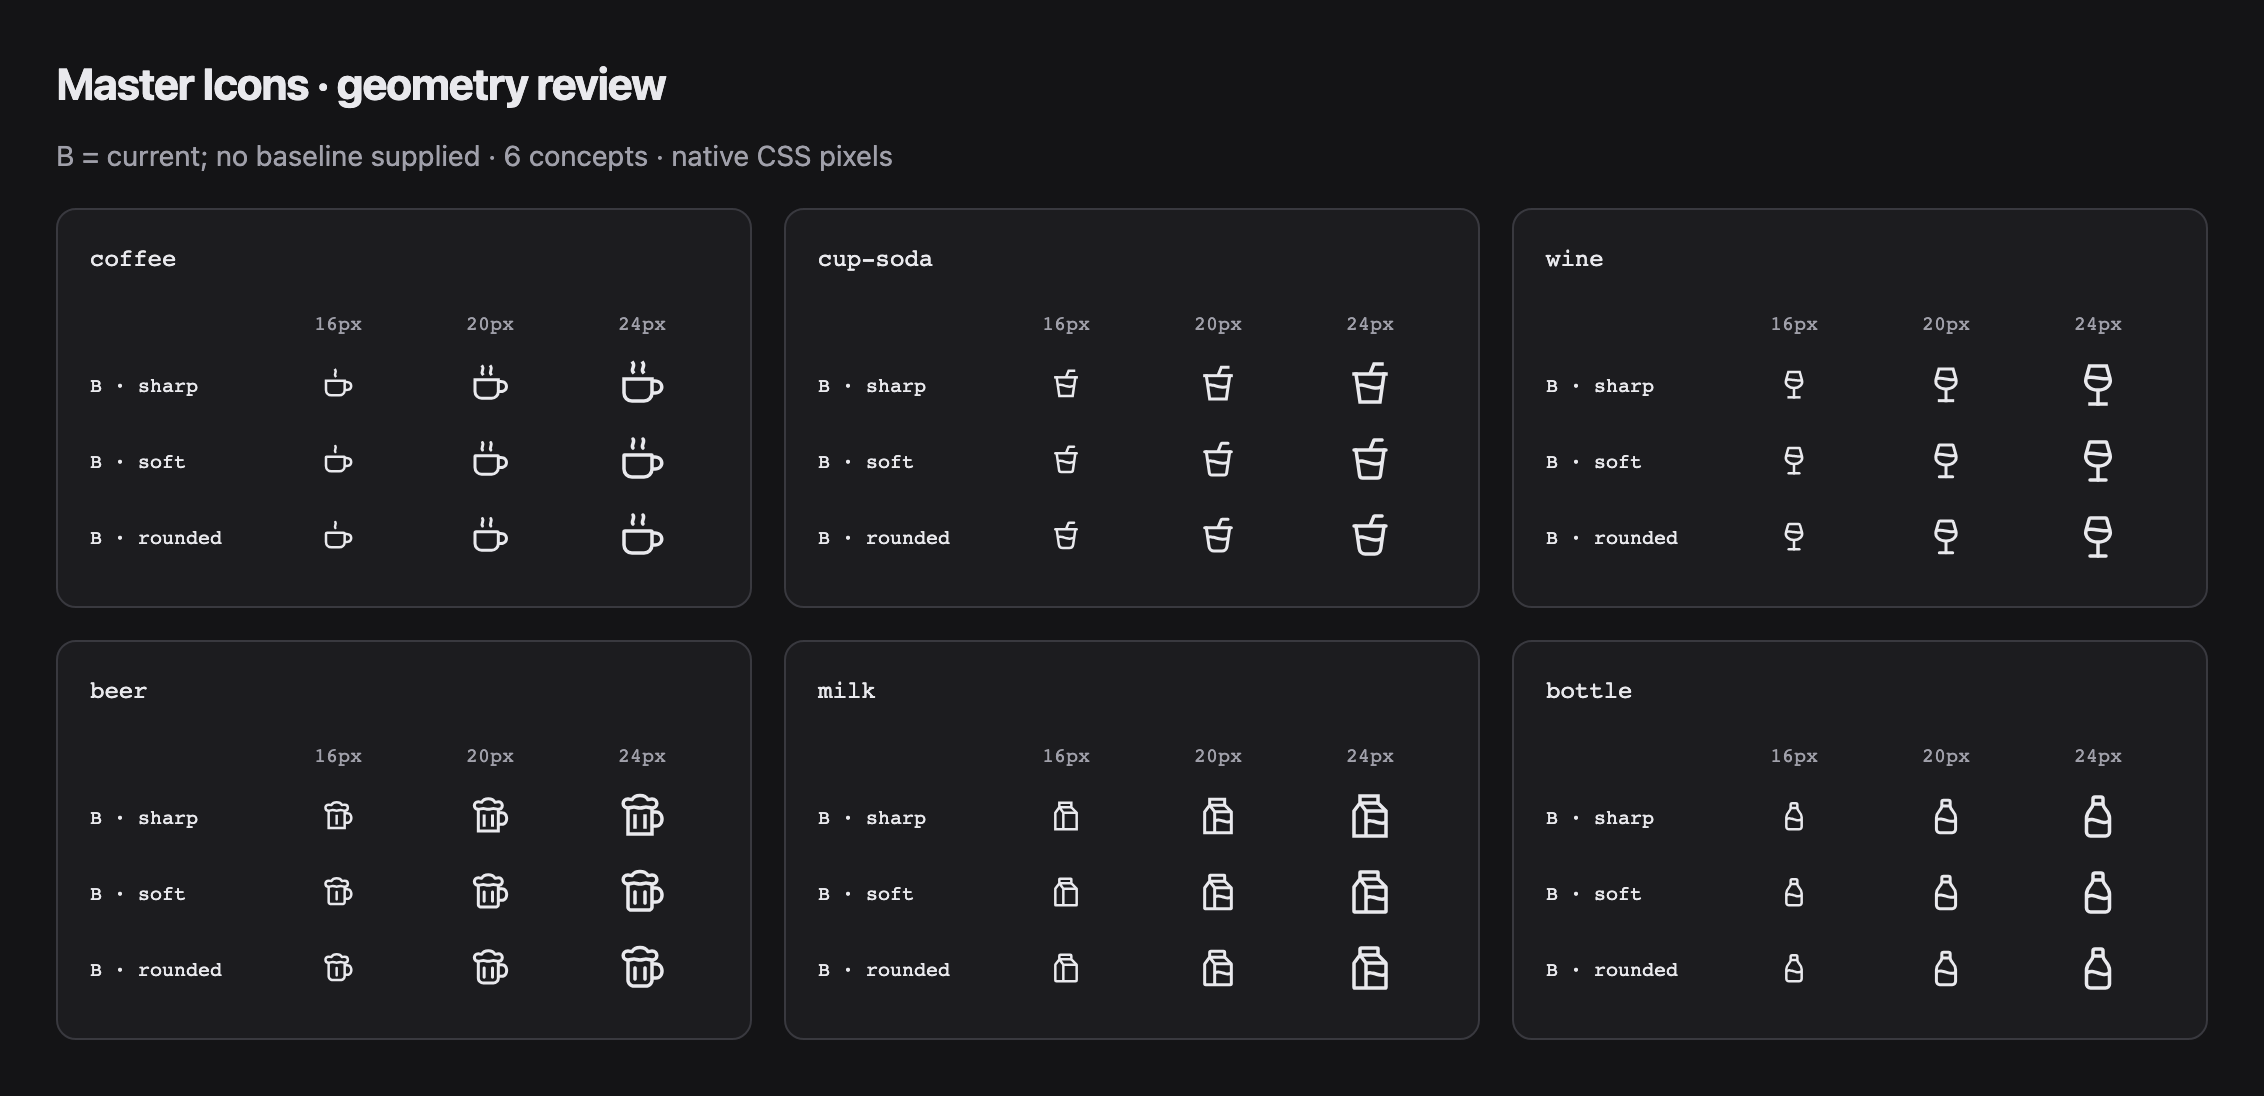 Master Icons · geometry review
B = current; no baseline supplied · 6 concepts · native CSS pixels
coffee
16px 20px 24px
B · sharp
B · soft
B · rounded
cup-soda
16px 20px 24px
B · sharp
B · soft
B · rounded
wine
16px 20px 24px
B · sharp
B · soft
B · rounded
beer
16px 20px 24px
B · sharp
B · soft
B · rounded
milk
16px 20px 24px
B · sharp
B · soft
B · rounded
bottle
16px 20px 24px
B · sharp
B · soft
B · rounded